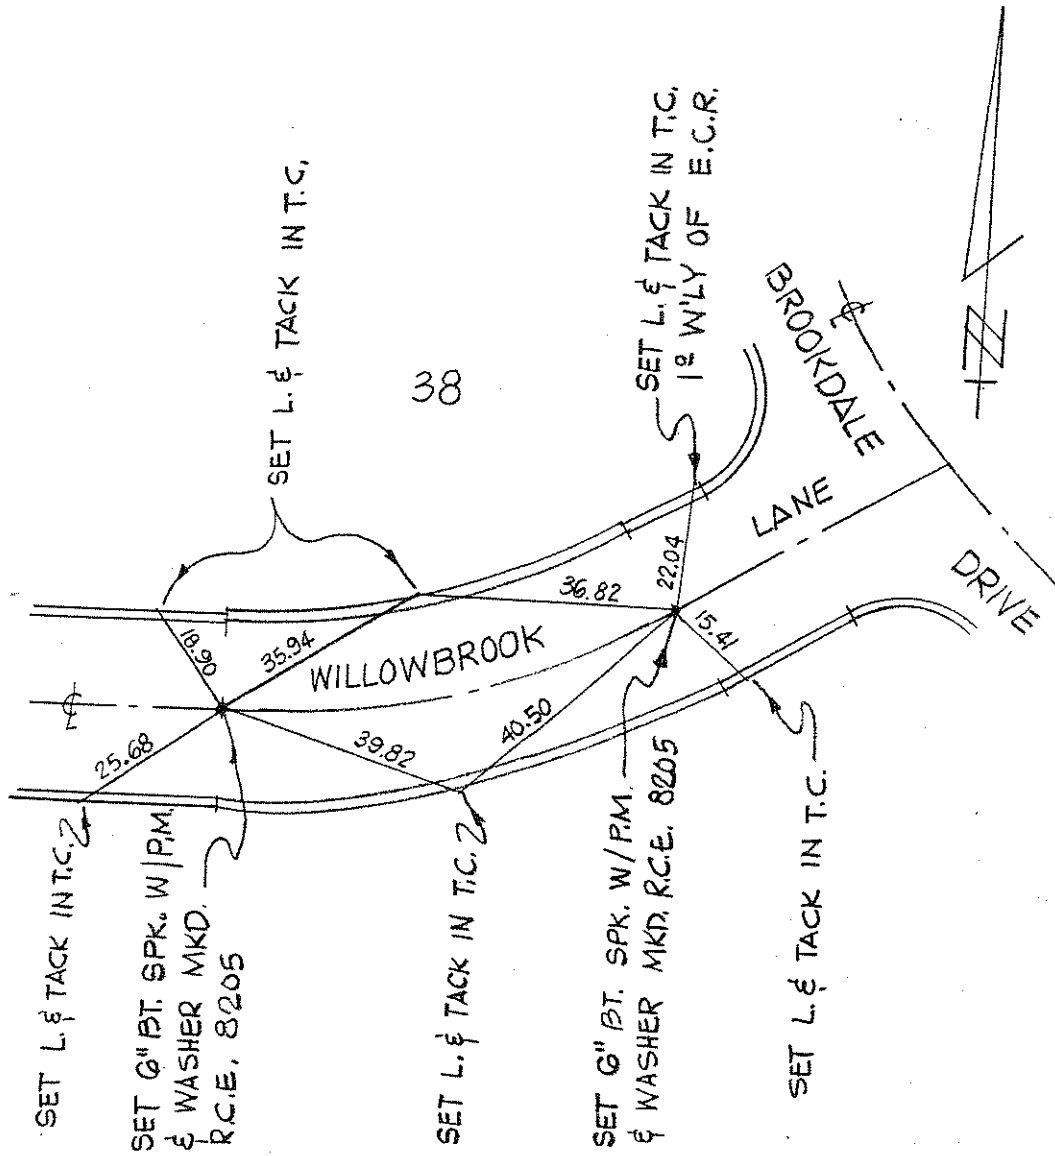 SET L. & TACK IN T.C.
38
SET L. & TACK IN T.C.
1º W'LY OF E.C.R.
BROOKDALE
DRIVE
℄
N
WILLOWBROOK
LANE
℄
18.90
35.94
36.82
22.04
25.68
39.82
40.50
15.41
SET L. & TACK IN T.C.
SET 6" BT. SPK. W/P.M.
& WASHER MKD.
R.C.E. 8205
SET L. & TACK IN T.C.
SET 6" BT. SPK. W/P.M.
& WASHER MKD. R.C.E. 8205
SET L. & TACK IN T.C.